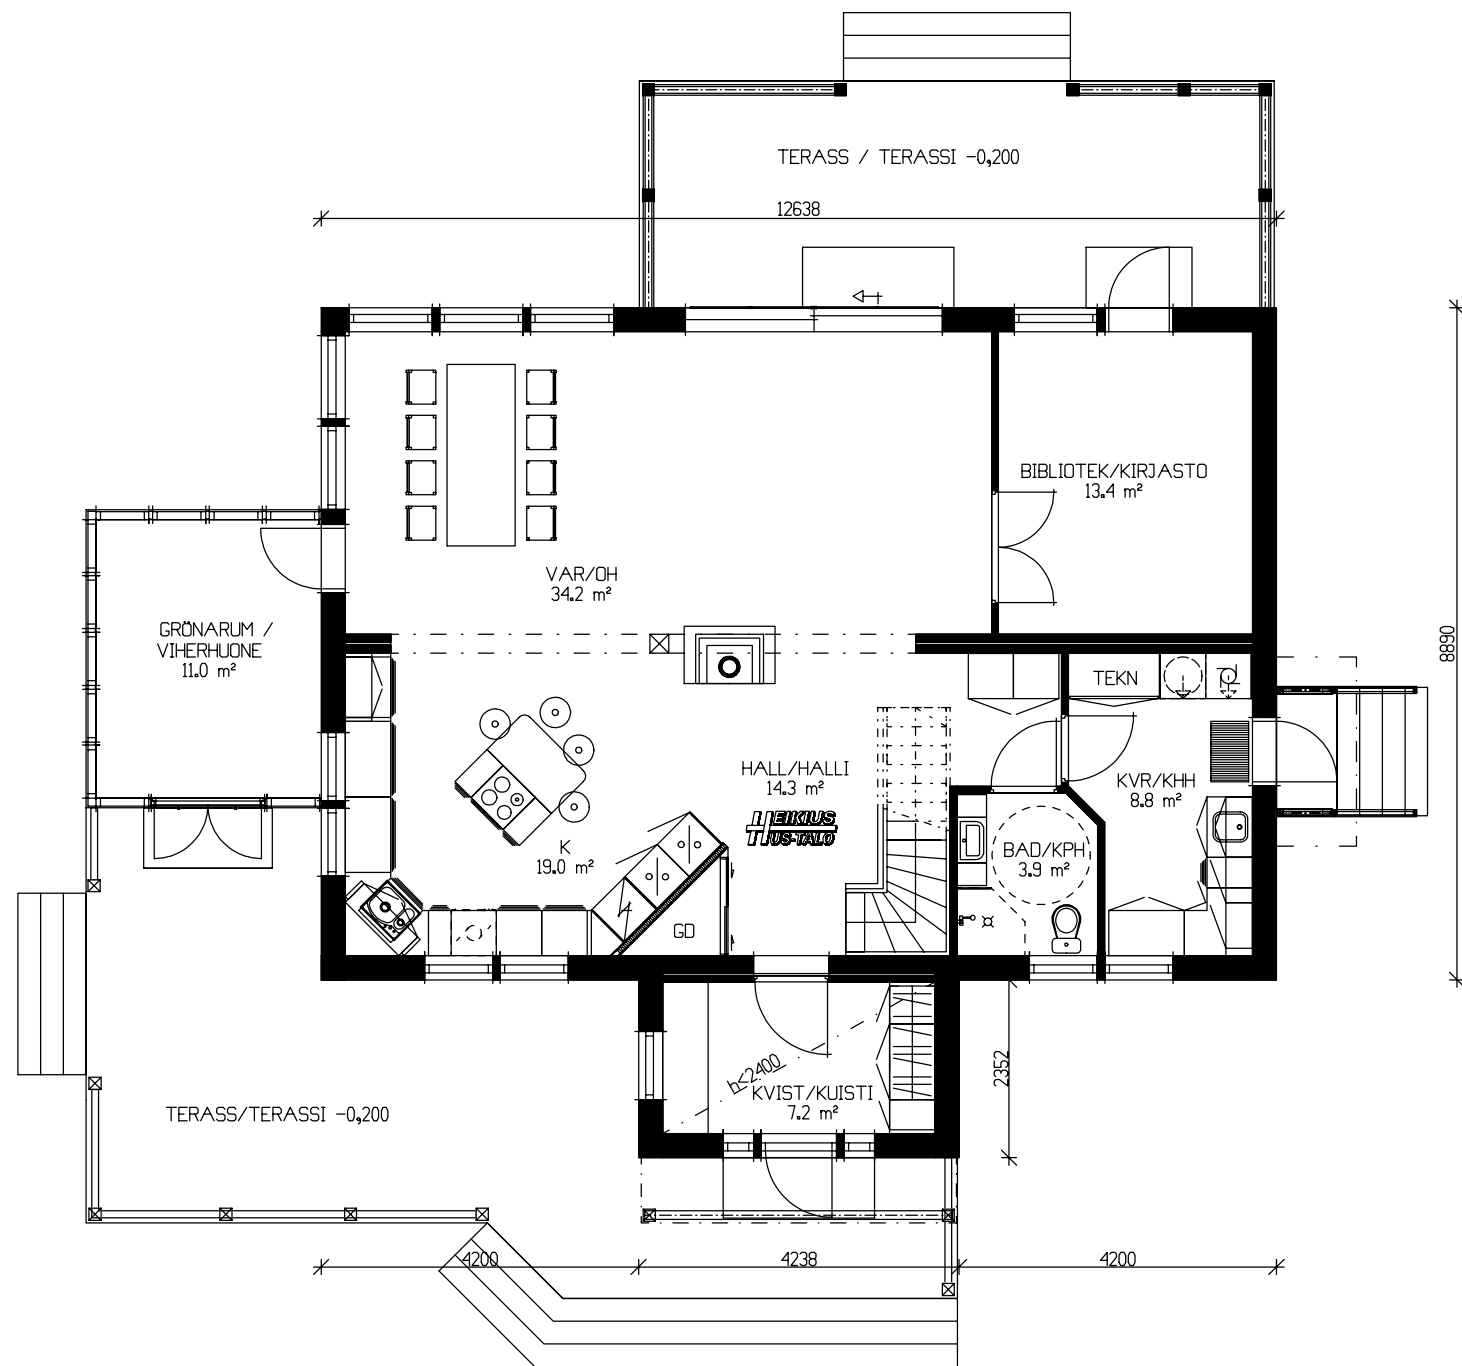 TERASS / TERASSI -0,200
12638
BIBLIOTEK/KIRJASTO
13.4 m²
VAR/OH
34.2 m²
GRÖNARUM /
VIHERHUONE
11.0 m²
8890
TEKN
HALL/HALLI
14.3 m²
KVR/KHH
8.8 m²
HEIKIUS
HUS-TALO
K
19.0 m²
BAD/KPH
3.9 m²
GD
h<2400
2352
KVIST/KUISTI
7.2 m²
TERASS/TERASSI -0,200
4200
4238
4200